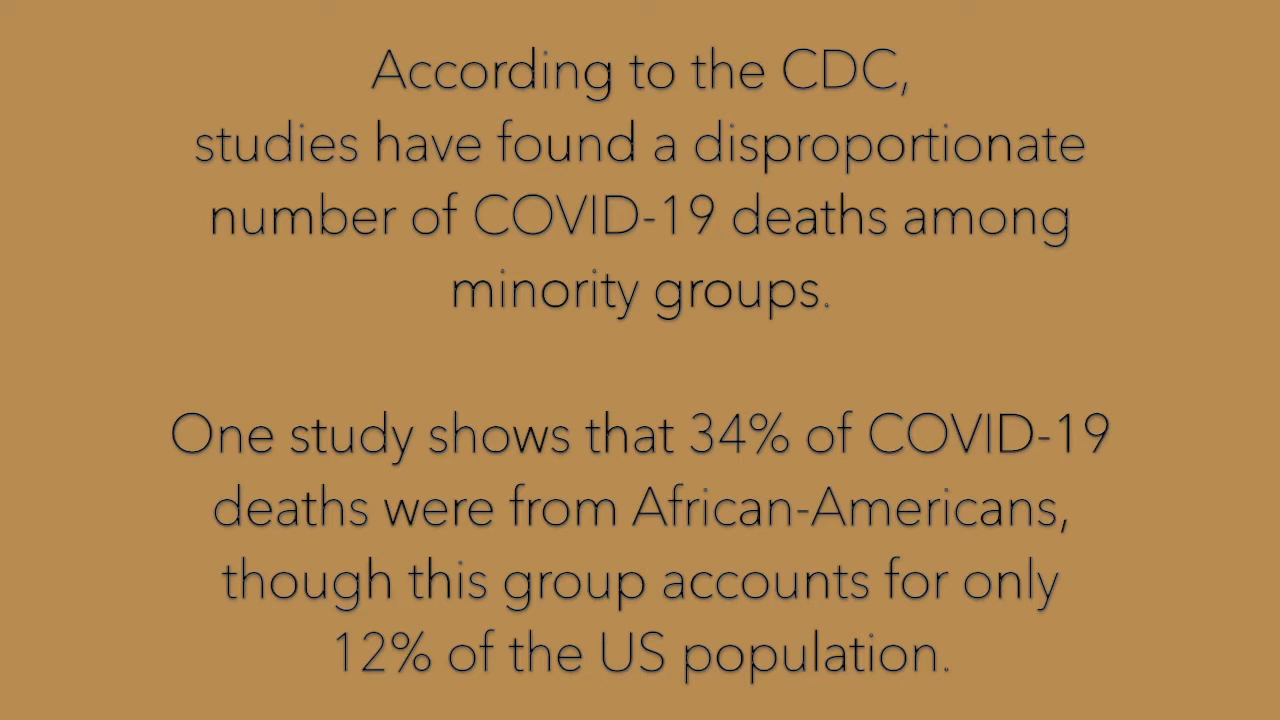 According to the CDC,
studies have found a disproportionate
number of COVID-19 deaths among
minority groups.
One study shows that 34% of COVID-19
deaths were from African-Americans,
though this group accounts for only
12% of the US population.